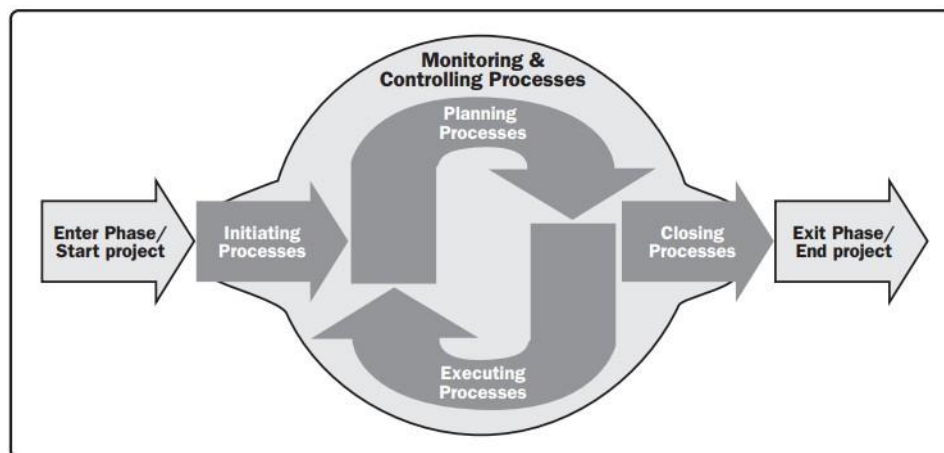 Monitoring &
Controlling Processes
Planning
Processes
Enter Phase/
Start project
Initiating
Processes
Closing
Processes
Exit Phase/
End project
Executing
Processes